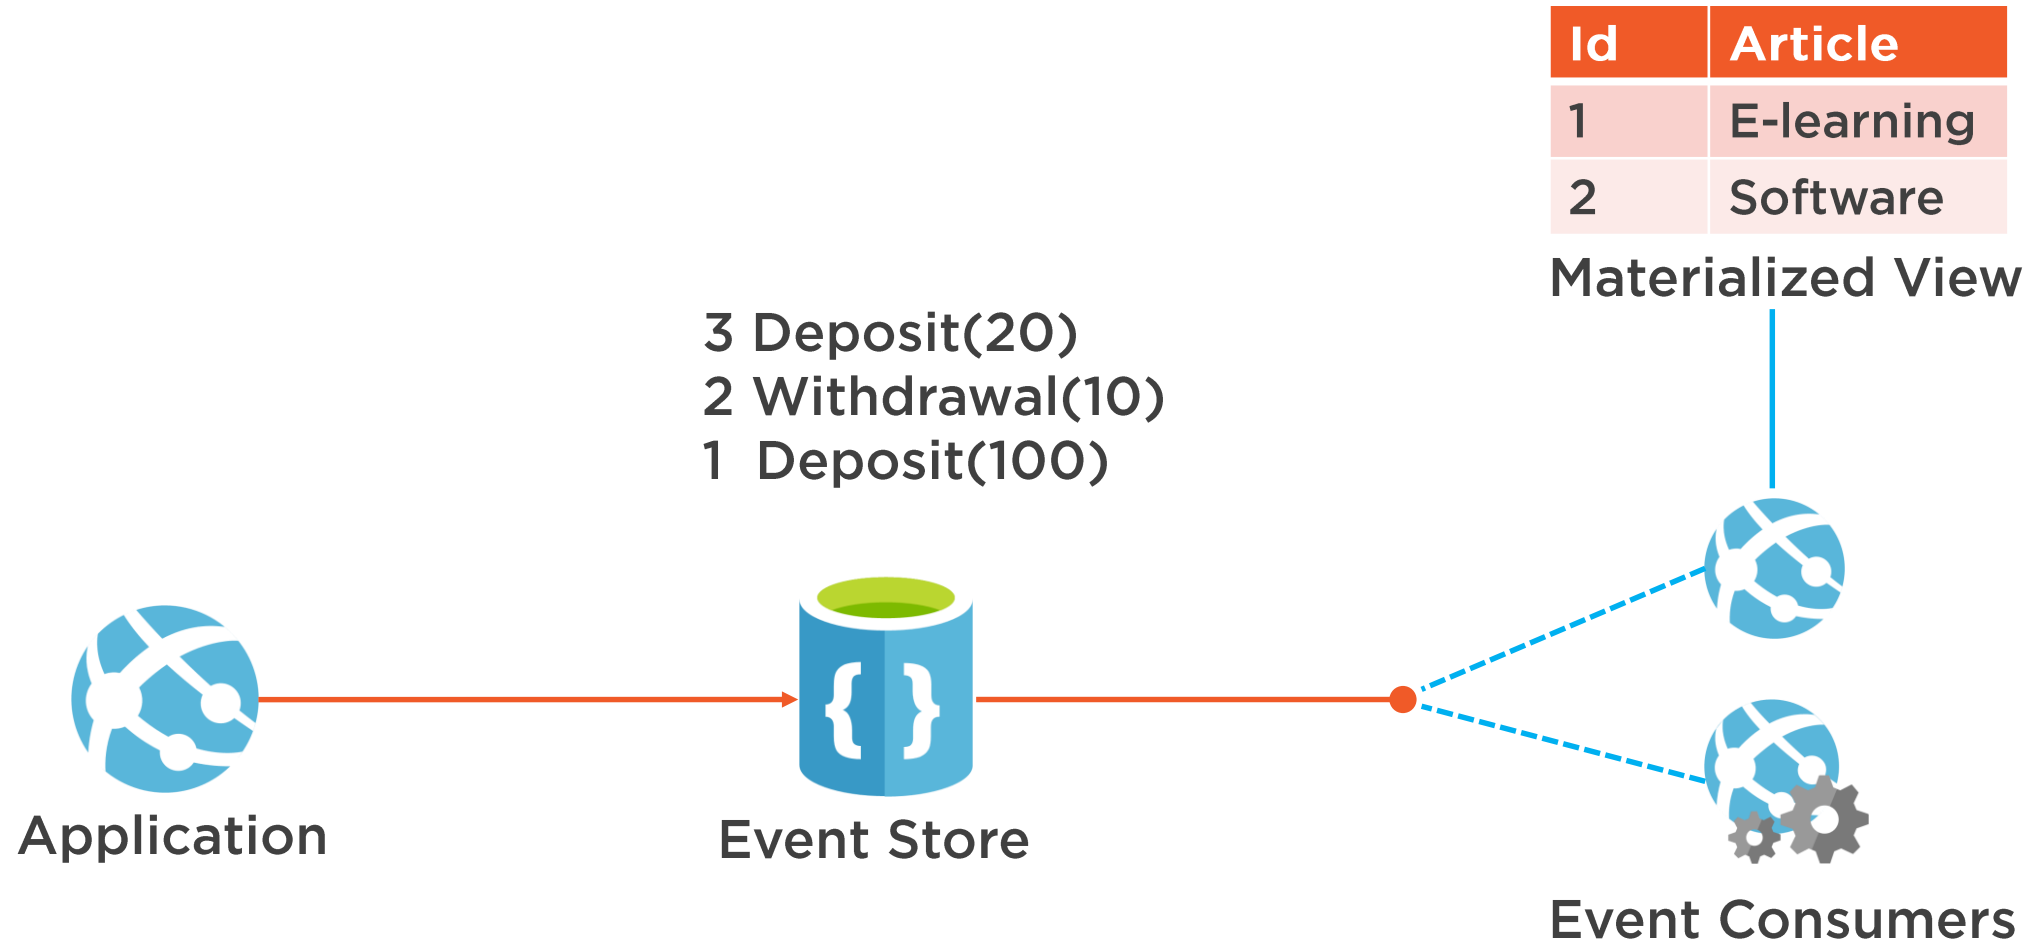 Id Article
1 E-learning
2 Software
Materialized View
3 Deposit(20)
2 Withdrawal(10)
1 Deposit(100)
{ }
Application
Event Store
Event Consumers